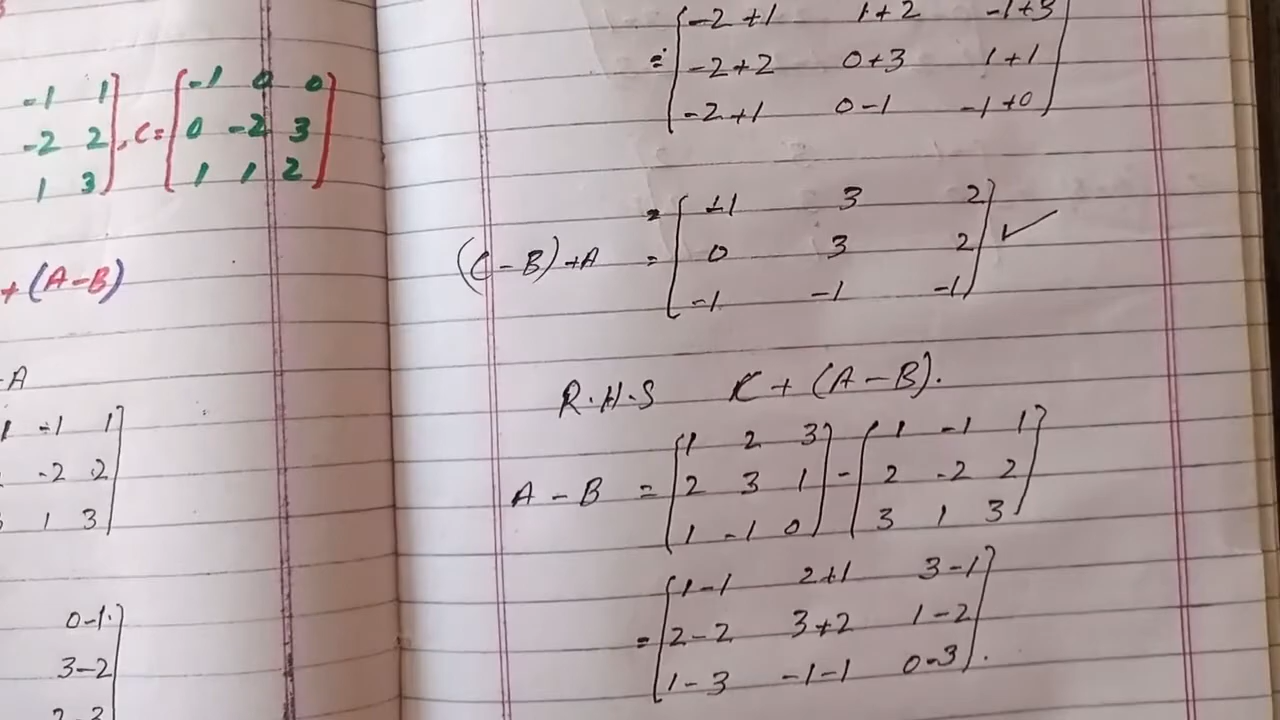 -1 1
-2 2
1 3
, C = [ -1 0 0
0 -2 3
1 1 2 ]
+ (A-B)
-A
-1 1
-2 2
1 3
0-1
3-2
2-3
= [ -2+1 1+2 -1+3
-2+2 0+3 1+1
-2+1 0-1 -1+0 ]
(C-B)+A = [ -1 3 2
0 3 2
-1 -1 -1 ] ✓
R.H.S C + (A-B).
A-B = [ 1 2 3
2 3 1
1 -1 0 ] - [ 1 -1 1
2 -2 2
3 1 3 ]
= [ 1-1 2+1 3-1
2-2 3+2 1-2
1-3 -1-1 0-3 ].